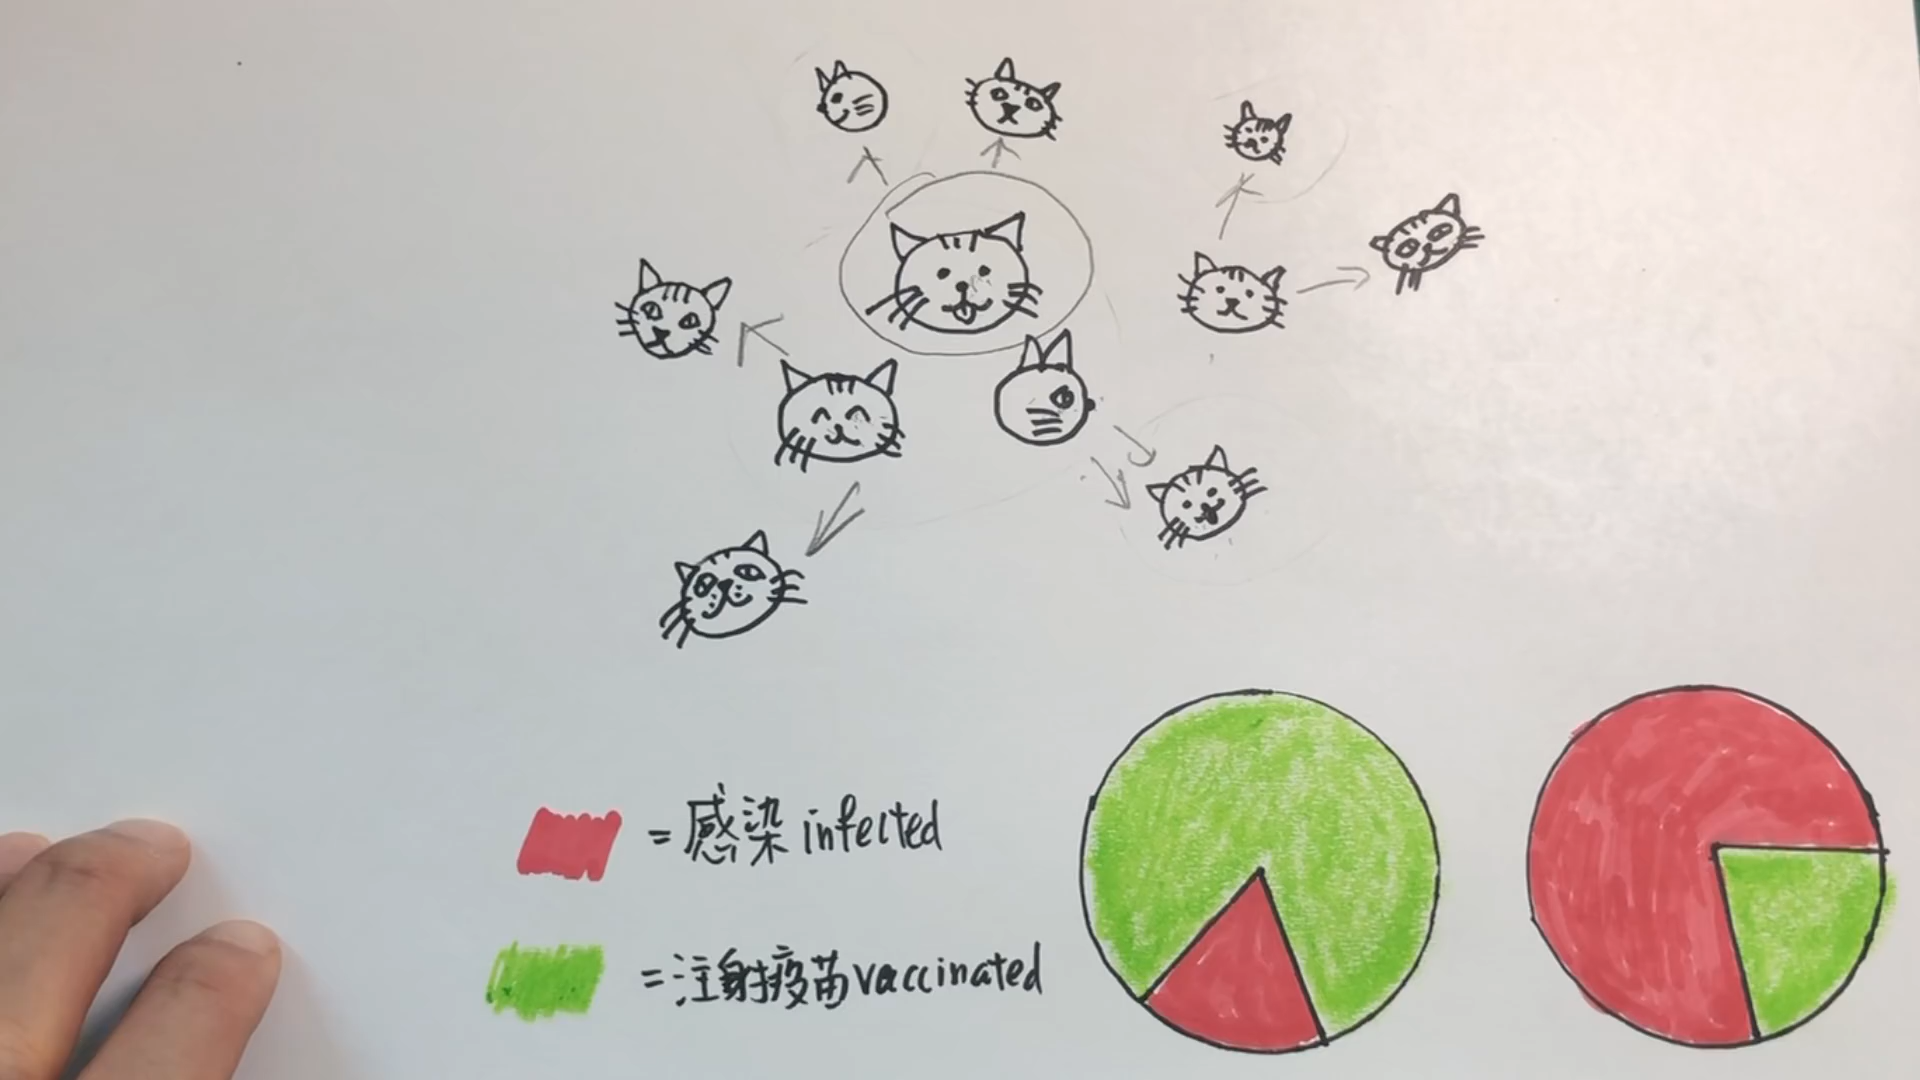 = 感染 infected
= 注射疫苗 vaccinated